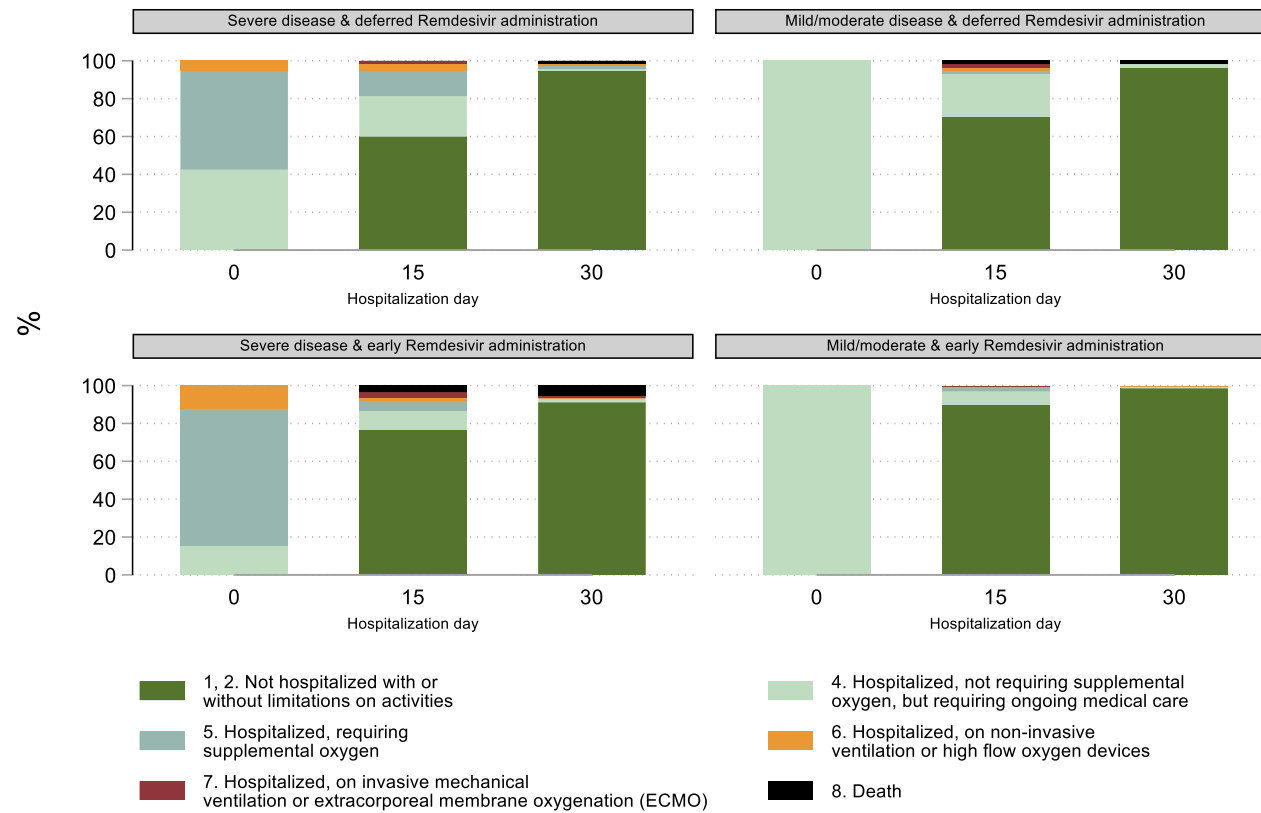 Severe disease & deferred Remdesivir administration
Mild/moderate disease & deferred Remdesivir administration
100
80
60
40
20
0
0
15
30
Hospitalization day
0
15
30
Hospitalization day
%
Severe disease & early Remdesivir administration
Mild/moderate & early Remdesivir administration
100
80
60
40
20
0
0
15
30
Hospitalization day
0
15
30
Hospitalization day
1, 2. Not hospitalized with or
without limitations on activities
4. Hospitalized, not requiring supplemental
oxygen, but requiring ongoing medical care
5. Hospitalized, requiring
supplemental oxygen
6. Hospitalized, on non-invasive
ventilation or high flow oxygen devices
7. Hospitalized, on invasive mechanical
ventilation or extracorporeal membrane oxygenation (ECMO)
8. Death